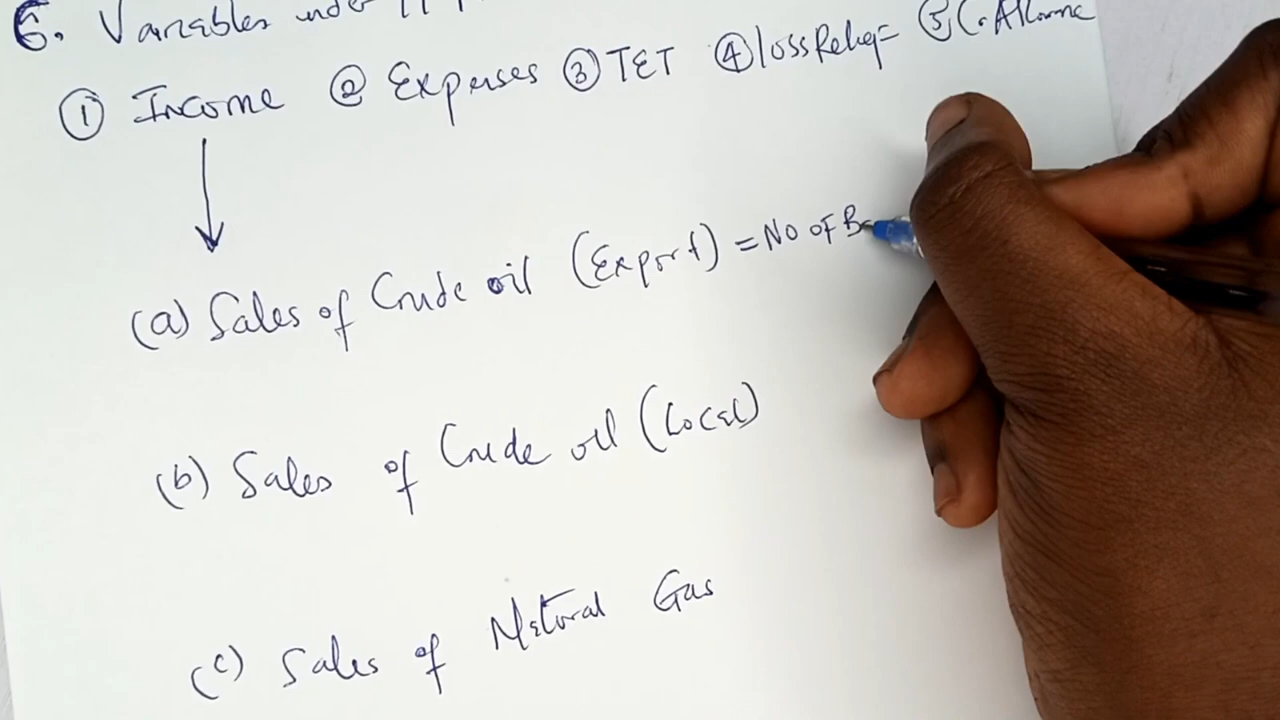 6. Variables under
① Income ② Expenses ③ TET ④ loss Relief = ⑤ C. Allowance
(a) Sales of Crude oil (Export) = No OF B
(b) Sales of Crude oil (Local)
(c) Sales of Natural Gas